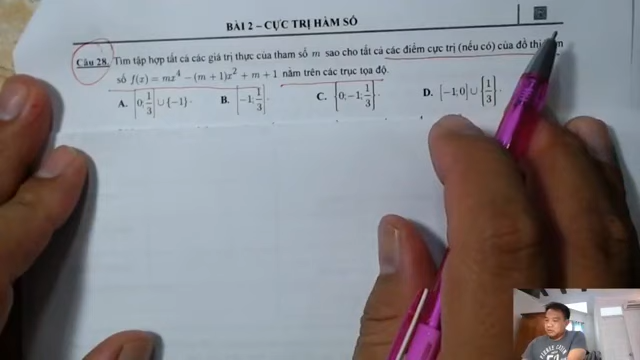 BÀI 2 – CỰC TRỊ HÀM SỐ
Câu 28. Tìm tập hợp tất cả các giá trị thực của tham số m sao cho tất cả các điểm cực trị (nếu có) của đồ thị
số f(x) = mx⁴ − (m + 1)x² + m + 1 nằm trên các trục tọa độ.
A. [0; 1/3] ∪ {−1}. B. [−1; 1/3]. C. {0; −1; 1/3}. D. [−1; 0] ∪ {1/3}.